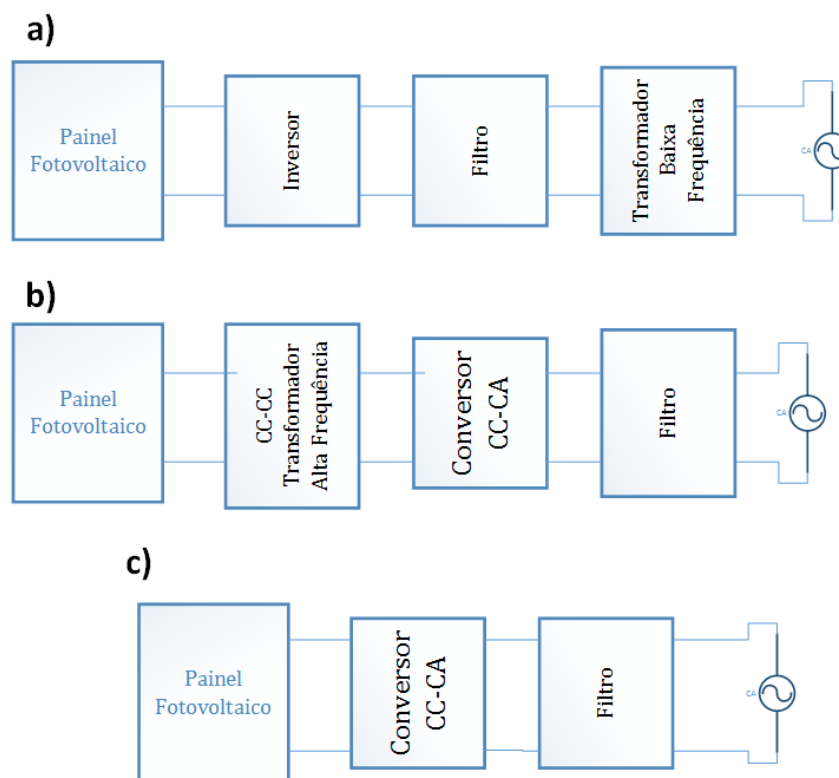 a)
Painel
Fotovoltaico
Inversor
Filtro
Transformador
Baixa
Frequência
CA
b)
Painel
Fotovoltaico
CC-CC
Transformador
Alta Frequência
Conversor
CC-CA
Filtro
CA
c)
Painel
Fotovoltaico
Conversor
CC-CA
Filtro
CA